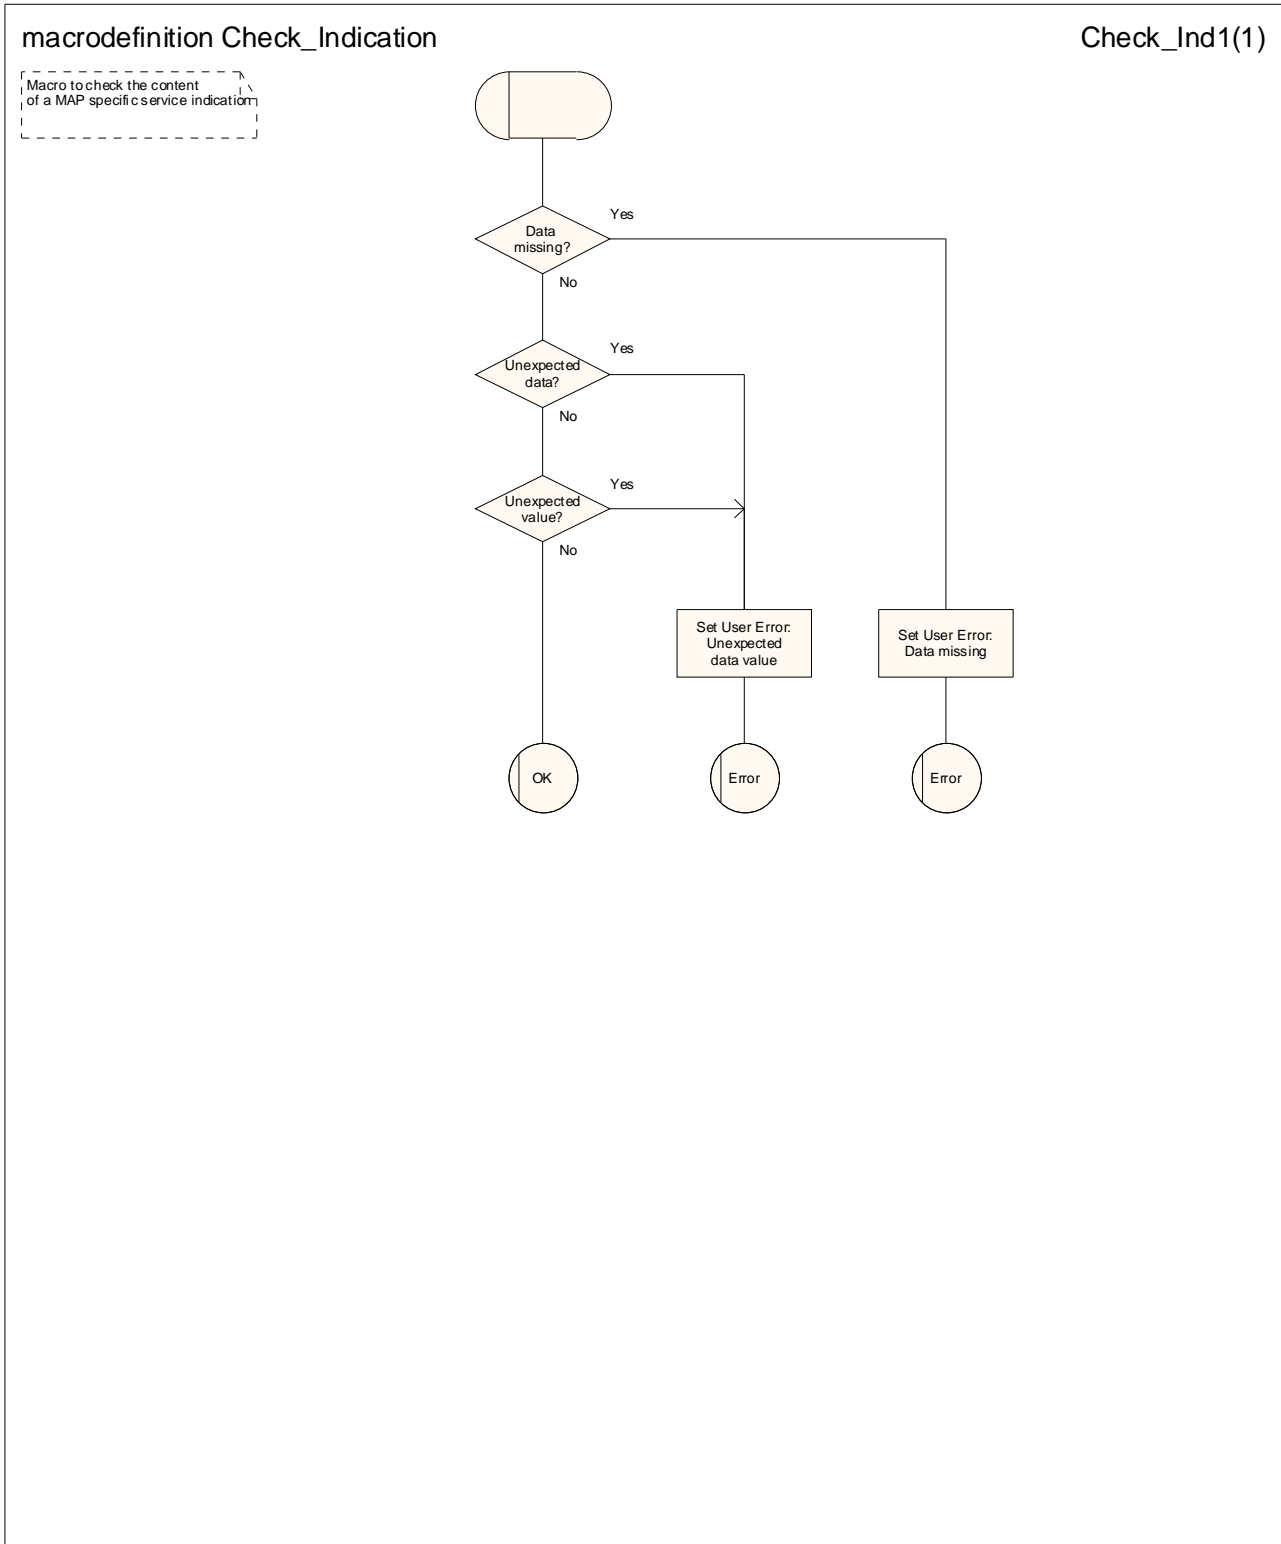 macrodefinition Check_Indication
Check_Ind1(1)
Macro to check the content
of a MAP specific service indication
Yes
Data
missing?
No
Yes
Unexpected
data?
No
Yes
Unexpected
value?
No
Set User Error:
Unexpected
data value
Set User Error:
Data missing
OK
Error
Error